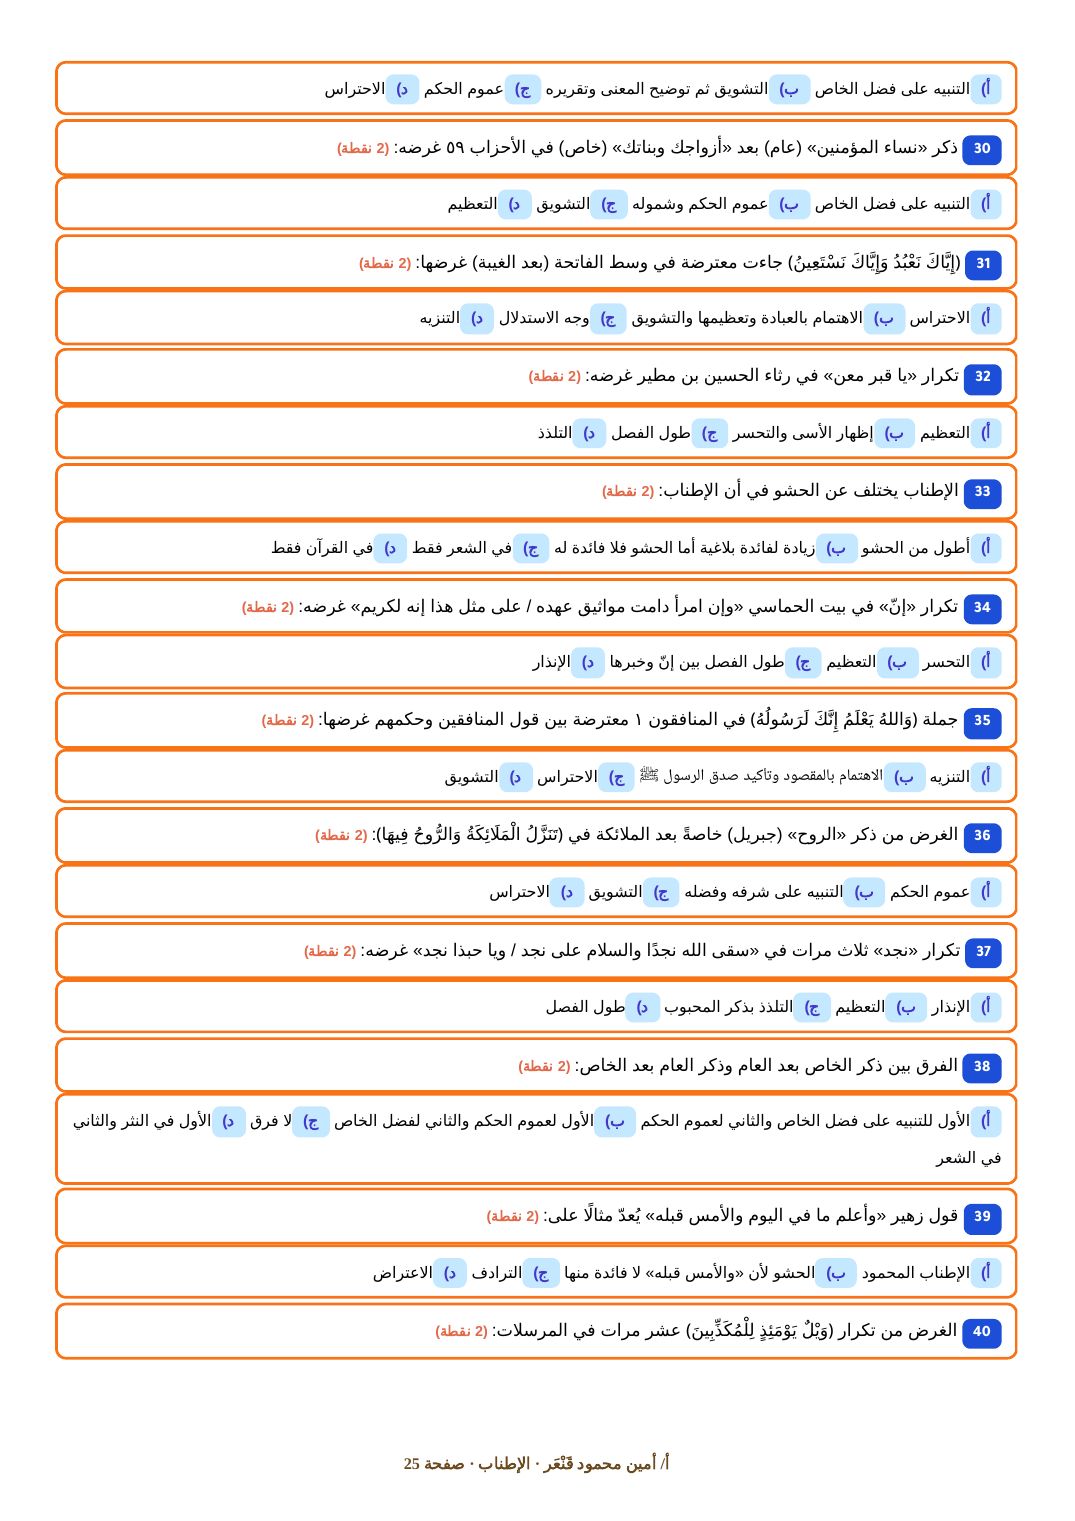 أ) التنبيه على فضل الخاص ب) التشويق ثم توضيح المعنى وتقريره ج) عموم الحكم د) الاحتراس
30 ذكر «نساء المؤمنين» (عام) بعد «أزواجك وبناتك» (خاص) في الأحزاب ٥٩ غرضه: (2 نقطة)
أ) التنبيه على فضل الخاص ب) عموم الحكم وشموله ج) التشويق د) التعظيم
31 (إِيَّاكَ نَعْبُدُ وَإِيَّاكَ نَسْتَعِينُ) جاءت معترضة في وسط الفاتحة (بعد الغيبة) غرضها: (2 نقطة)
أ) الاحتراس ب) الاهتمام بالعبادة وتعظيمها والتشويق ج) وجه الاستدلال د) التنزيه
32 تكرار «يا قبر معن» في رثاء الحسين بن مطير غرضه: (2 نقطة)
أ) التعظيم ب) إظهار الأسى والتحسر ج) طول الفصل د) التلذذ
33 الإطناب يختلف عن الحشو في أن الإطناب: (2 نقطة)
أ) أطول من الحشو ب) زيادة لفائدة بلاغية أما الحشو فلا فائدة له ج) في الشعر فقط د) في القرآن فقط
34 تكرار «إنّ» في بيت الحماسي «وإن امرأ دامت مواثيق عهده / على مثل هذا إنه لكريم» غرضه: (2 نقطة)
أ) التحسر ب) التعظيم ج) طول الفصل بين إنّ وخبرها د) الإنذار
35 جملة (وَاللهُ يَعْلَمُ إِنَّكَ لَرَسُولُهُ) في المنافقون ١ معترضة بين قول المنافقين وحكمهم غرضها: (2 نقطة)
أ) التنزيه ب) الاهتمام بالمقصود وتأكيد صدق الرسول ﷺ ج) الاحتراس د) التشويق
36 الغرض من ذكر «الروح» (جبريل) خاصةً بعد الملائكة في (تَنَزَّلُ الْمَلَائِكَةُ وَالرُّوحُ فِيهَا): (2 نقطة)
أ) عموم الحكم ب) التنبيه على شرفه وفضله ج) التشويق د) الاحتراس
37 تكرار «نجد» ثلاث مرات في «سقى الله نجدًا والسلام على نجد / ويا حبذا نجد» غرضه: (2 نقطة)
أ) الإنذار ب) التعظيم ج) التلذذ بذكر المحبوب د) طول الفصل
38 الفرق بين ذكر الخاص بعد العام وذكر العام بعد الخاص: (2 نقطة)
أ) الأول للتنبيه على فضل الخاص والثاني لعموم الحكم ب) الأول لعموم الحكم والثاني لفضل الخاص ج) لا فرق د) الأول في النثر والثاني
في الشعر
39 قول زهير «وأعلم ما في اليوم والأمس قبله» يُعدّ مثالًا على: (2 نقطة)
أ) الإطناب المحمود ب) الحشو لأن «والأمس قبله» لا فائدة منها ج) الترادف د) الاعتراض
40 الغرض من تكرار (وَيْلٌ يَوْمَئِذٍ لِلْمُكَذِّبِينَ) عشر مرات في المرسلات: (2 نقطة)
أ/ أمين محمود قَنْعَر · الإطناب · صفحة 25